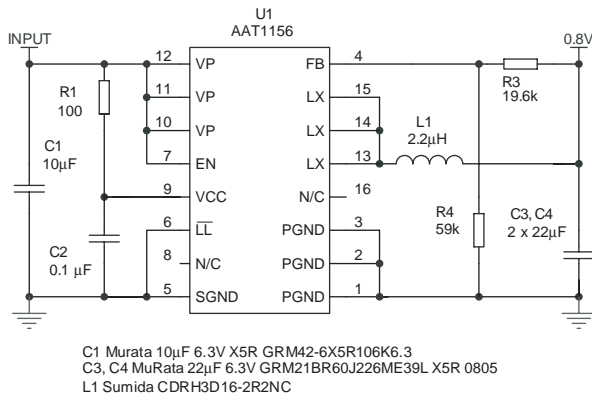 U1
AAT1156
INPUT
0.8V
12 VP
FB 4
R3
19.6k
R1
100
11 VP
LX 15
10 VP
LX 14
L1
2.2µH
C1
10µF
7 EN
LX 13
9 VCC
N/C 16
6 LL
PGND 3
R4
59k
C3, C4
2 x 22µF
C2
0.1 µF
8 N/C
PGND 2
5 SGND
PGND 1
C1 Murata 10µF 6.3V X5R GRM42-6X5R106K6.3
C3, C4 MuRata 22µF 6.3V GRM21BR60J226ME39L X5R 0805
L1 Sumida CDRH3D16-2R2NC